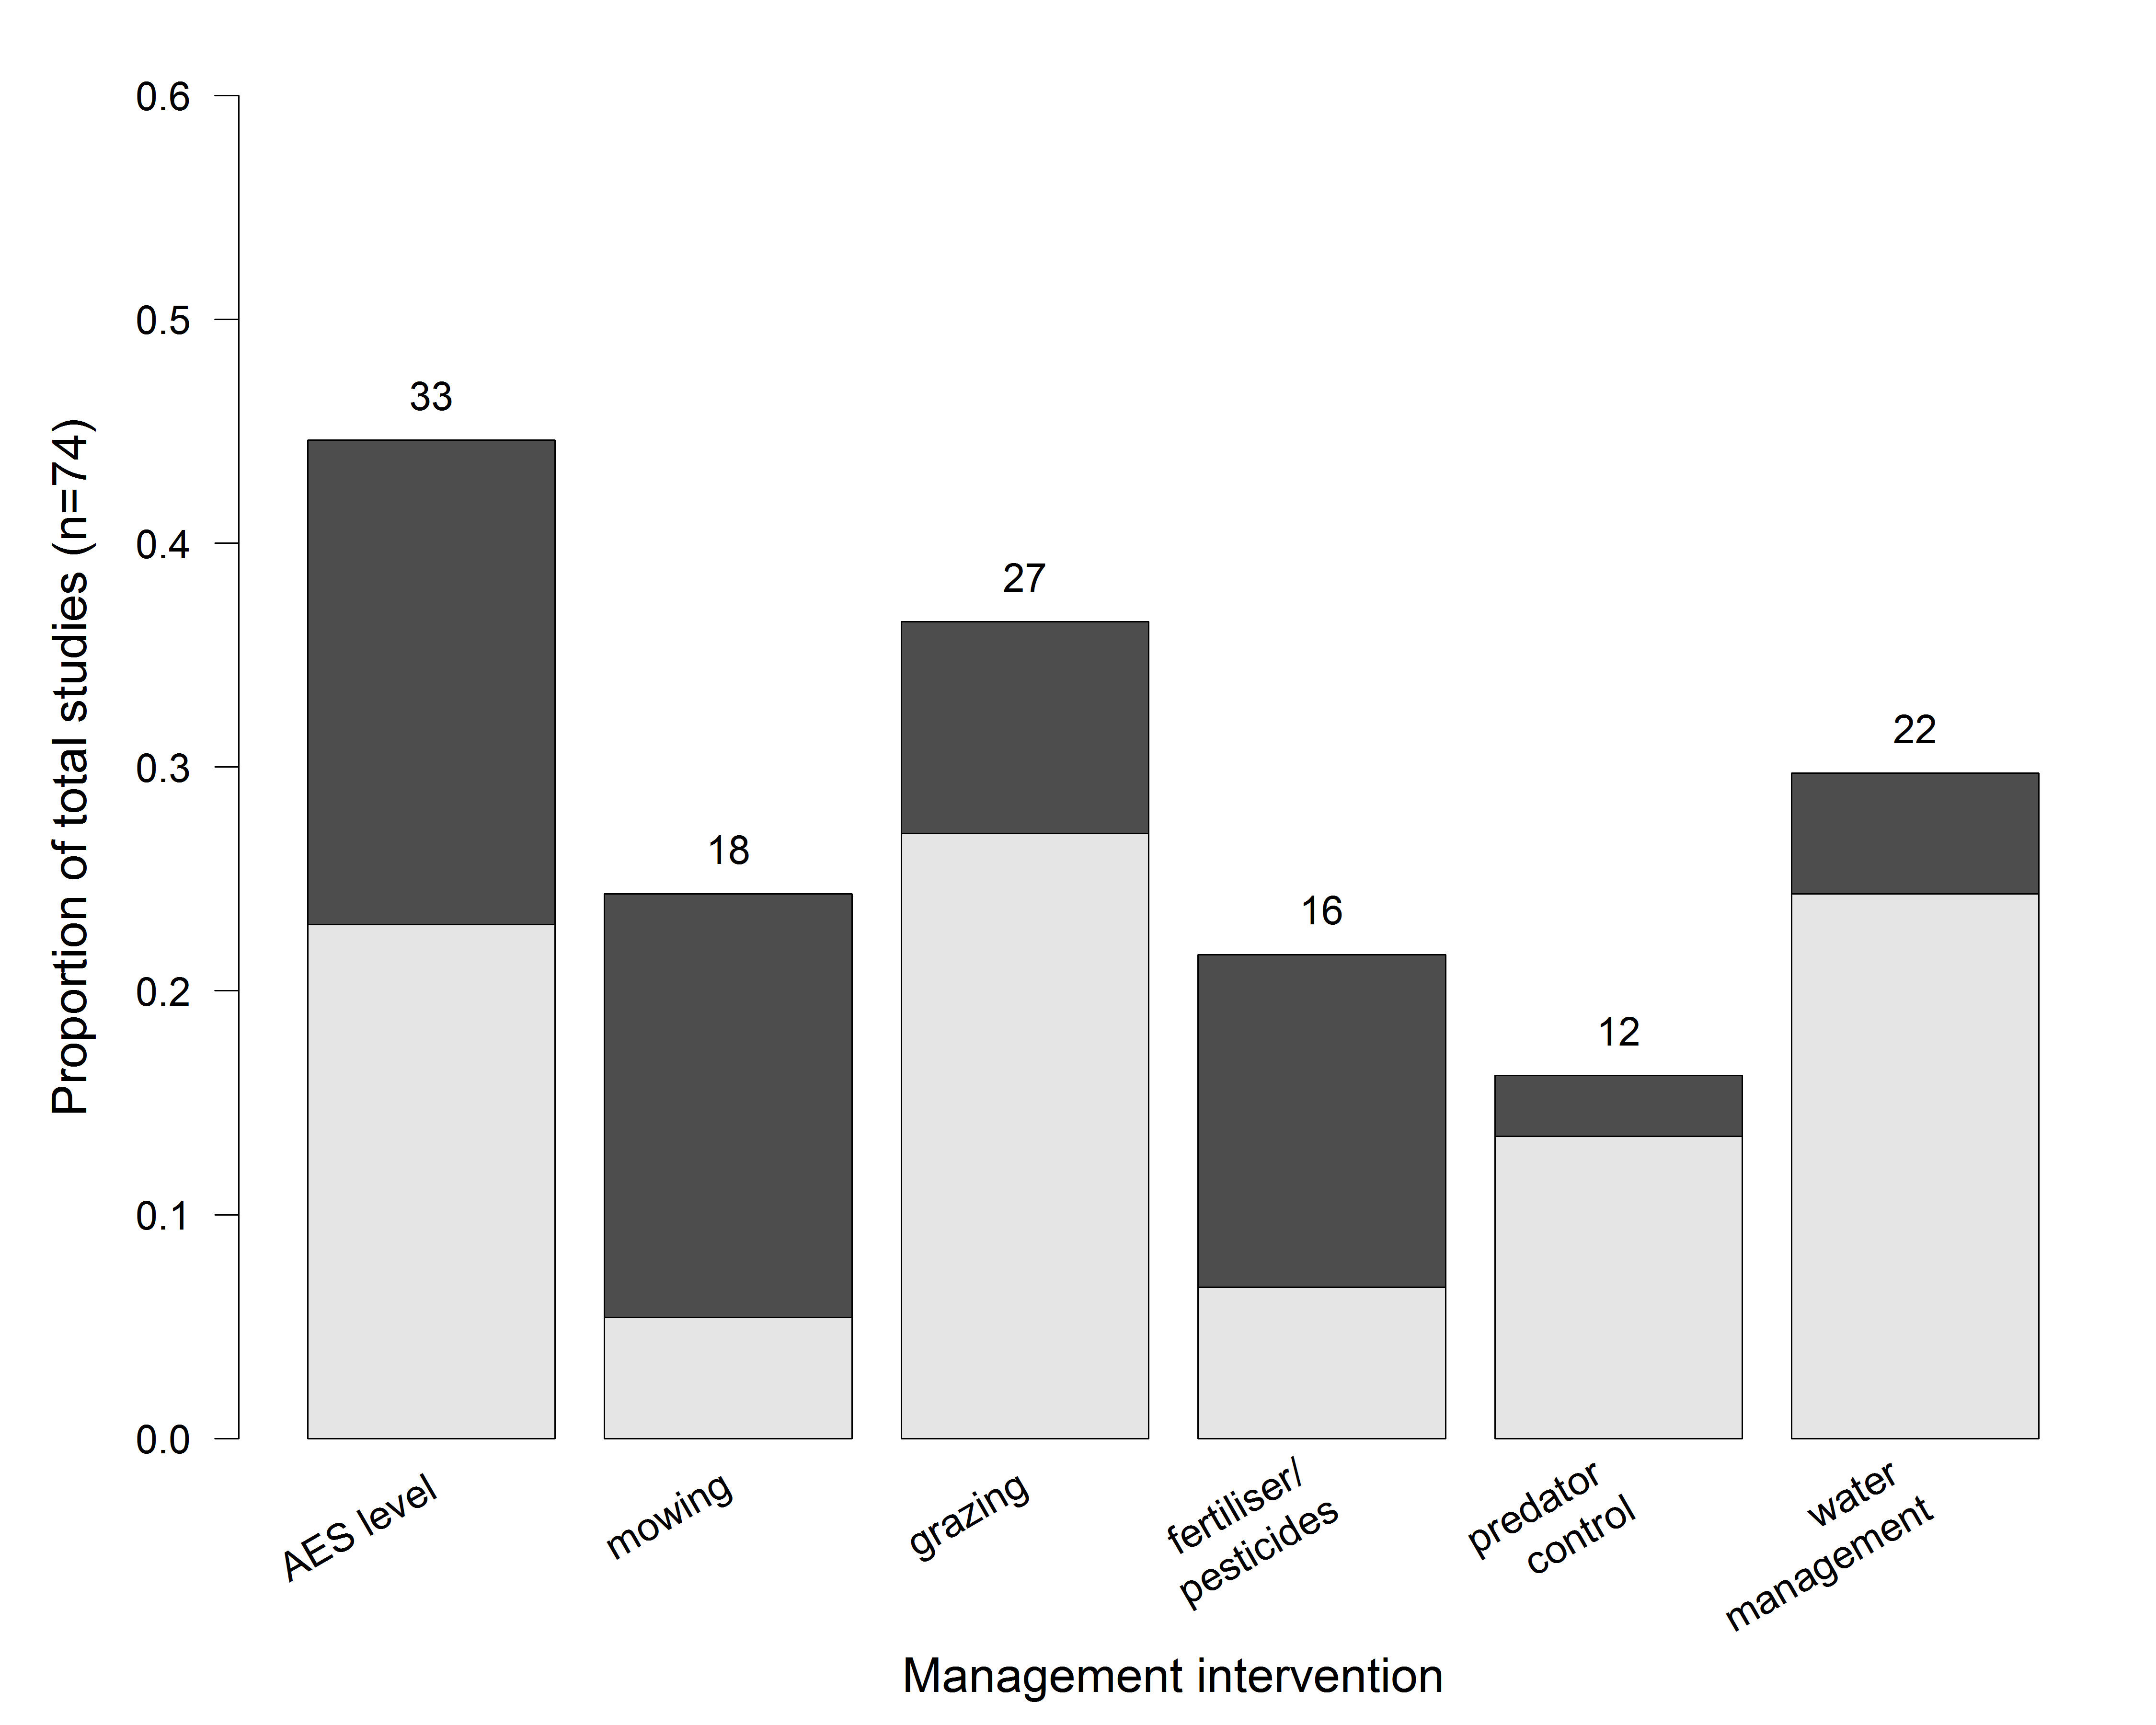 0.6
0.5
0.4
0.3
0.2
0.1
0.0
Proportion of total studies (n=74)
33
18
27
16
12
22
AES level
mowing
grazing
fertiliser/
pesticides
predator
control
water
management
Management intervention